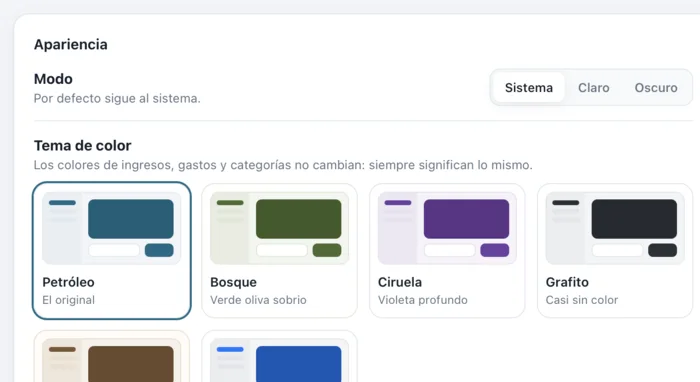 Apariencia
Modo
Por defecto sigue al sistema.
Sistema Claro Oscuro
Tema de color
Los colores de ingresos, gastos y categorías no cambian: siempre significan lo mismo.
Petróleo Bosque Ciruela Grafito
El original Verde oliva sobrio Violeta profundo Casi sin color